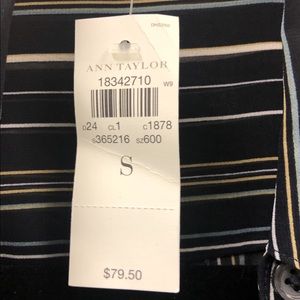 ANN TAYLOR
18342710 W9
D24 CL1 C1878
S365216 SZ600
S
$79.50